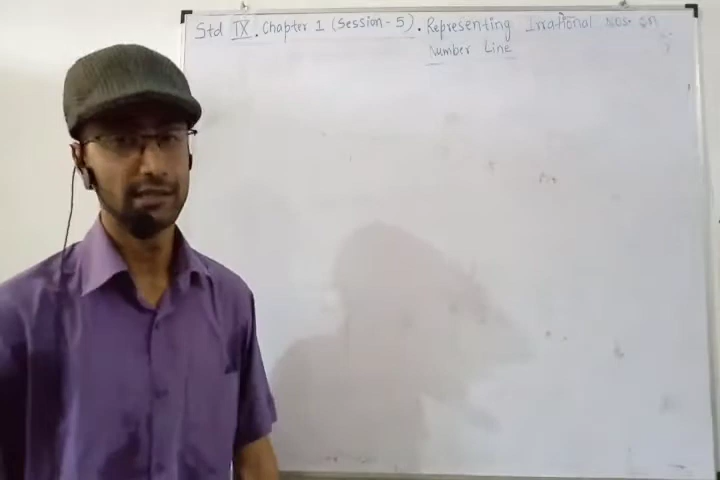 Std IX. Chapter 1 (Session - 5). Representing Irrational Nos. on
Number Line